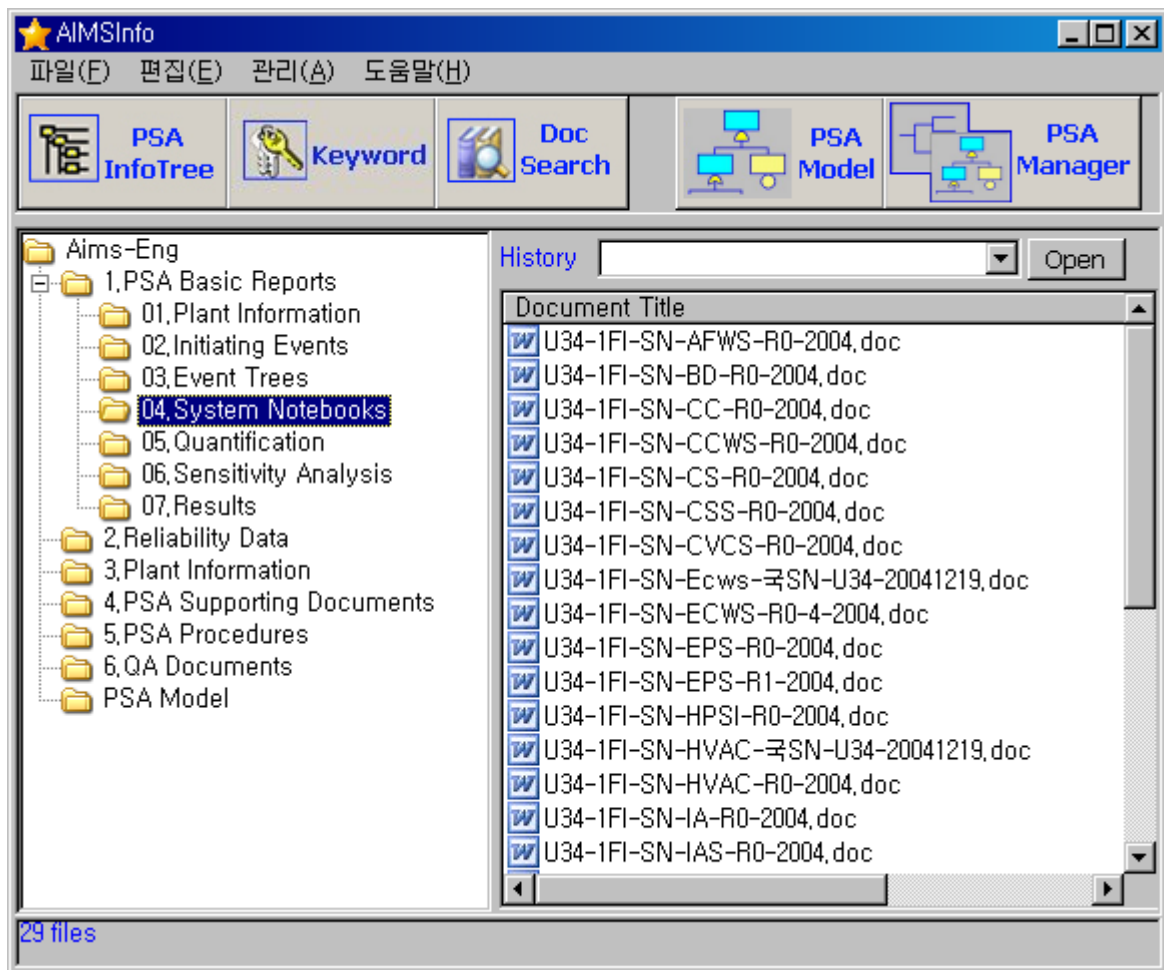 AIMSInfo
파일(F) 편집(E) 관리(A) 도움말(H)
PSA InfoTree
Keyword
Doc Search
PSA Model
PSA Manager
Aims-Eng
1.PSA Basic Reports
01.Plant Information
02.Initiating Events
03.Event Trees
04.System Notebooks
05.Quantification
06.Sensitivity Analysis
07.Results
2.Reliability Data
3.Plant Information
4.PSA Supporting Documents
5.PSA Procedures
6.QA Documents
PSA Model
History
Open
Document Title
U34-1FI-SN-AFWS-R0-2004.doc
U34-1FI-SN-BD-R0-2004.doc
U34-1FI-SN-CC-R0-2004.doc
U34-1FI-SN-CCWS-R0-2004.doc
U34-1FI-SN-CS-R0-2004.doc
U34-1FI-SN-CSS-R0-2004.doc
U34-1FI-SN-CVCS-R0-2004.doc
U34-1FI-SN-Ecws-국SN-U34-20041219.doc
U34-1FI-SN-ECWS-R0-4-2004.doc
U34-1FI-SN-EPS-R0-2004.doc
U34-1FI-SN-EPS-R1-2004.doc
U34-1FI-SN-HPSI-R0-2004.doc
U34-1FI-SN-HVAC-국SN-U34-20041219.doc
U34-1FI-SN-HVAC-R0-2004.doc
U34-1FI-SN-IA-R0-2004.doc
U34-1FI-SN-IAS-R0-2004.doc
29 files